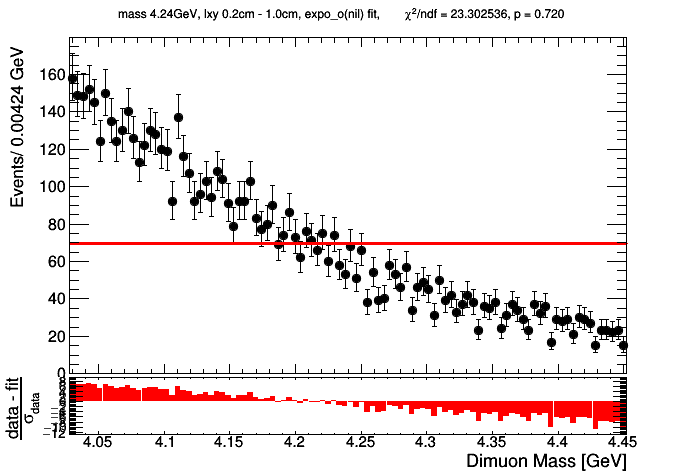 mass 4.24GeV, lxy 0.2cm - 1.0cm, expo_o(nil) fit, χ²/ndf = 23.302536, p = 0.720
Events/ 0.00424 GeV
160
140
120
100
80
60
40
20
0
data - fit
σdata
−12
4.05 4.1 4.15 4.2 4.25 4.3 4.35 4.4 4.45
Dimuon Mass [GeV]